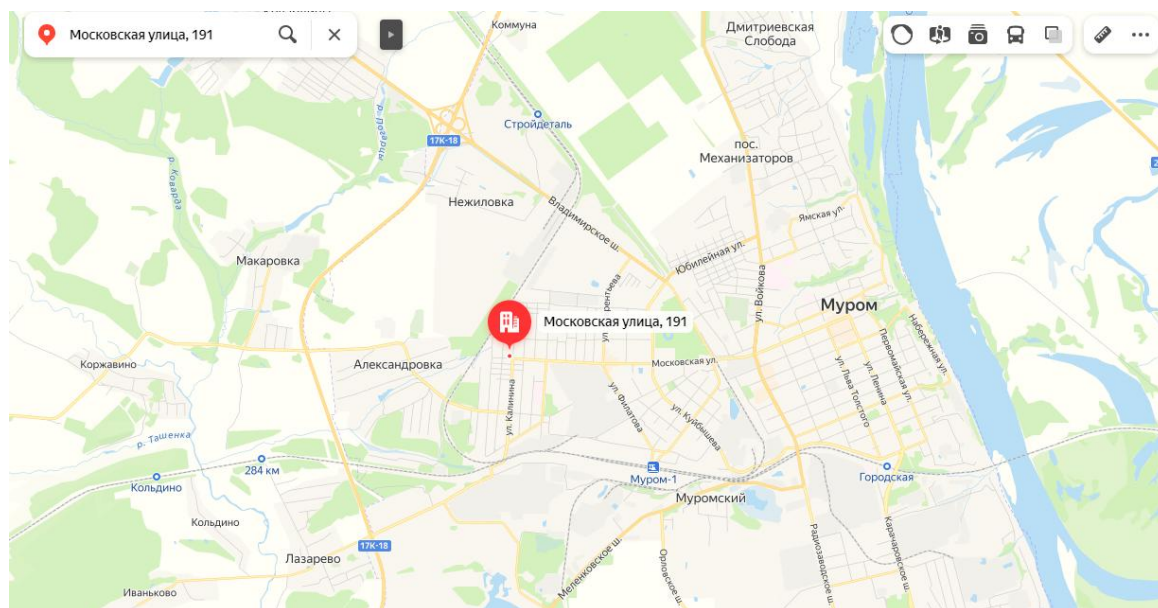 Московская улица, 191
Коммуна
Дмитриевская
Слобода
Стройдеталь
17К-18
р. Коварда
пос.
Механизаторов
Нежиловка
Владимирское ш.
Ямская ул.
Юбилейная ул.
Макаровка
ул. Войкова
Муром
Московская улица, 191
Набережная ул.
Первомайская ул.
Коржавино
Александровка
Московская ул.
ул. Калинина
ул. Филатова
ул. Куйбышева
ул. Льва Толстого
ул. Ленина
р. Ташенка
284 км
Кольдино
Муром-1
Городская
Муромский
Кольдино
17К-18
Лазарево
Меленковское ш.
Орловское ш.
Радиозаводское ш.
Карачаровское ш.
Иваньково